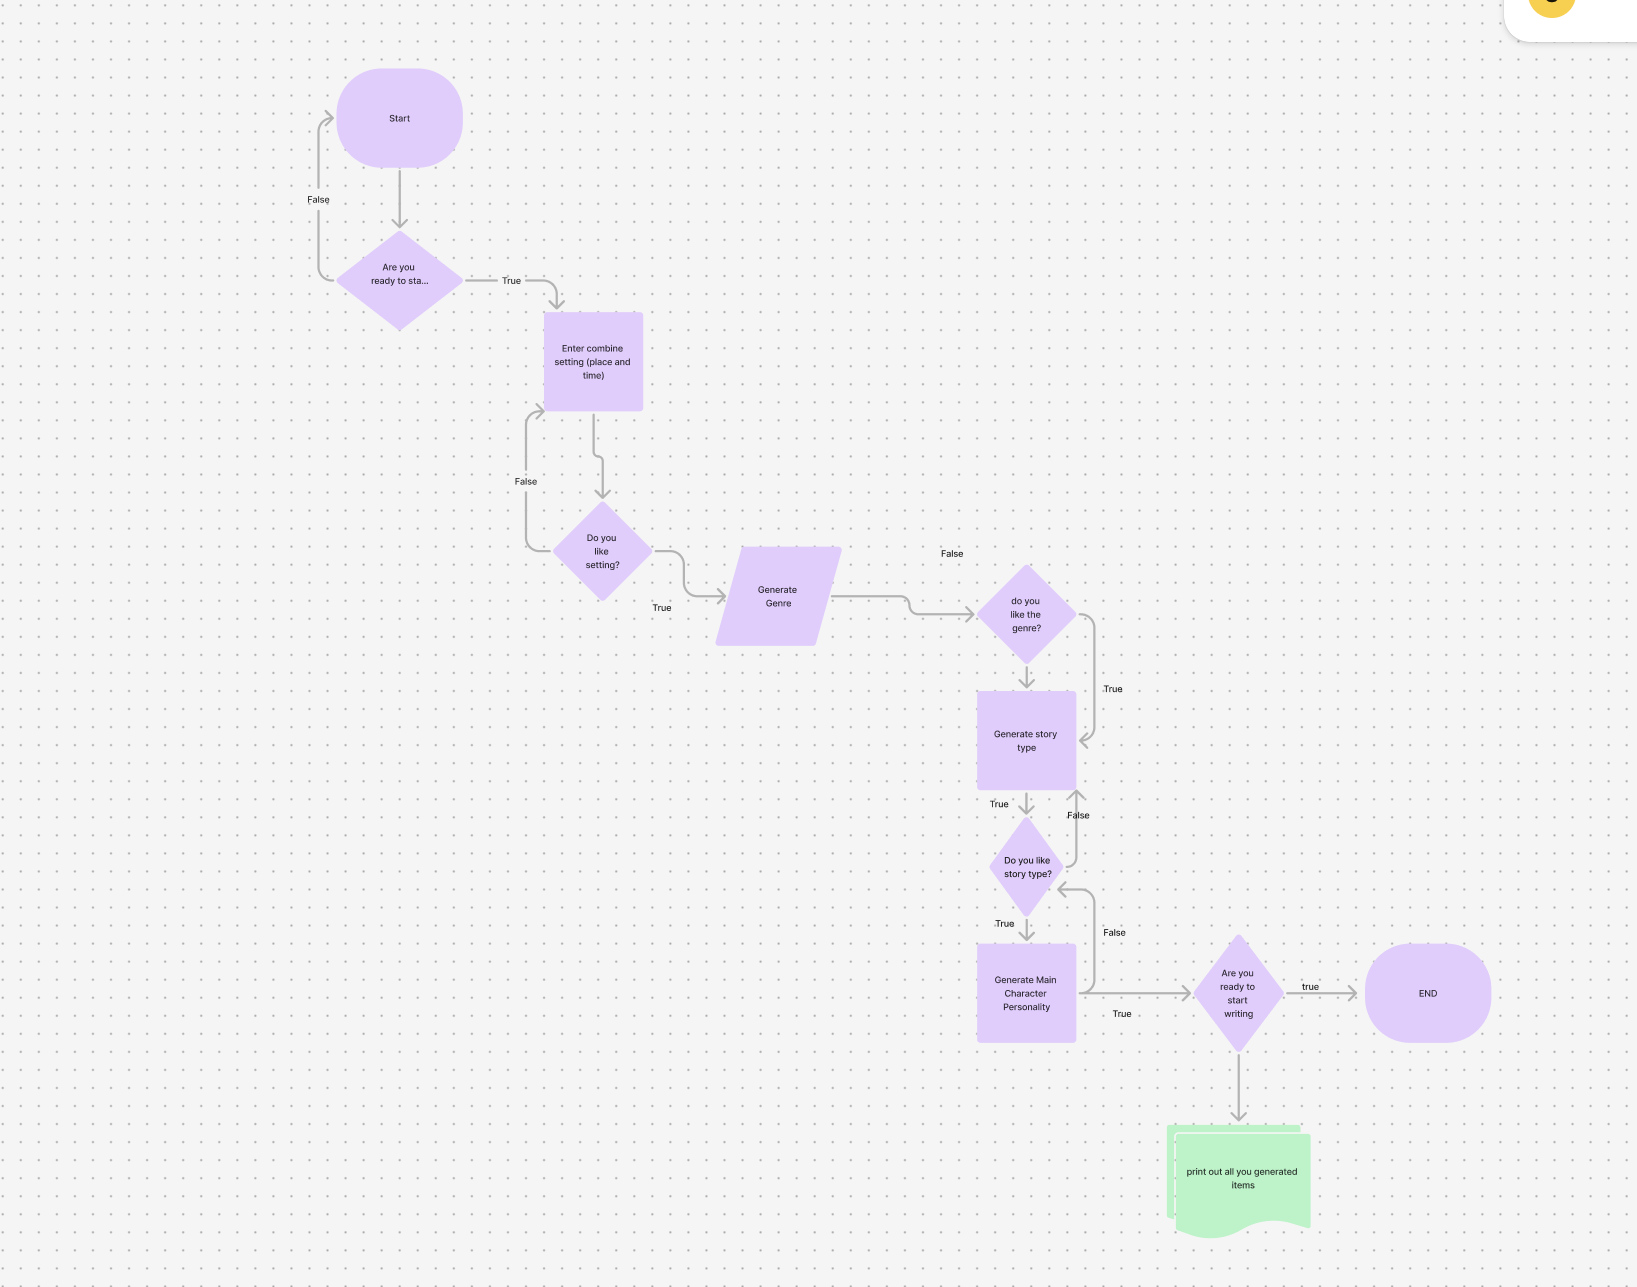 Start
False
Are you
ready to sta...
True
Enter combine
setting (place and
time)
False
Do you
like
setting?
True
Generate
Genre
False
do you
like the
genre?
True
Generate story
type
True
False
Do you like
story type?
True
False
Generate Main
Character
Personality
True
Are you
ready to
start
writing
true
END
print out all you generated
items